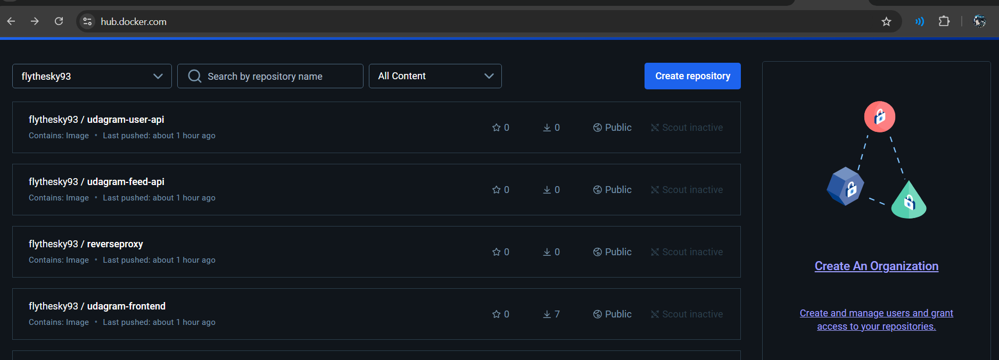 hub.docker.com
flythesky93
Search by repository name
All Content
Create repository
flythesky93 / udagram-user-api
Contains: Image • Last pushed: about 1 hour ago
0
0
Public
Scout inactive
flythesky93 / udagram-feed-api
Contains: Image • Last pushed: about 1 hour ago
0
0
Public
Scout inactive
flythesky93 / reverseproxy
Contains: Image • Last pushed: about 1 hour ago
0
0
Public
Scout inactive
flythesky93 / udagram-frontend
Contains: Image • Last pushed: about 1 hour ago
0
7
Public
Scout inactive
Create An Organization
Create and manage users and grant
access to your repositories.